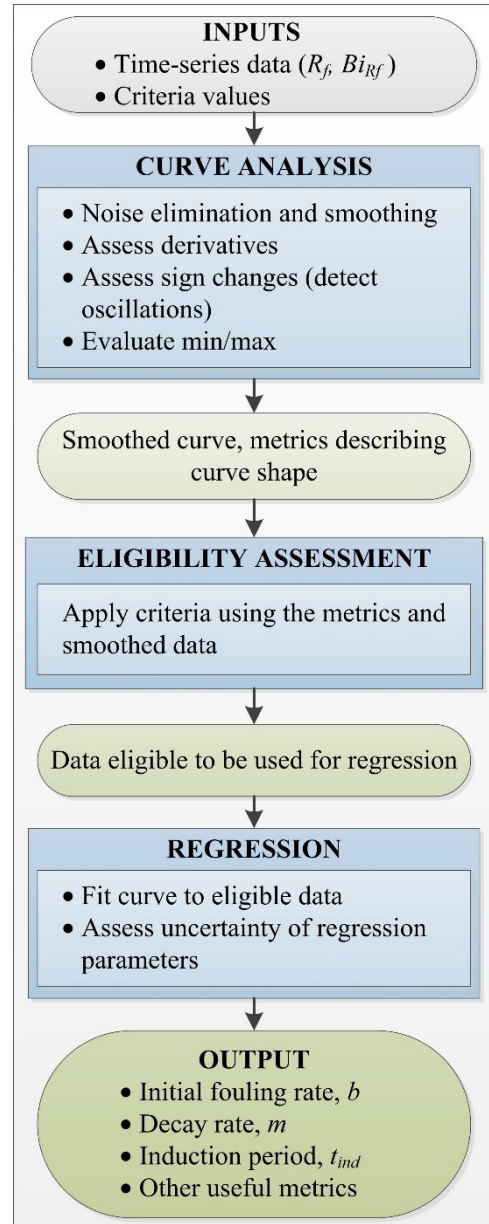 INPUTS
• Time-series data (Rf, BiRf )
• Criteria values
CURVE ANALYSIS
• Noise elimination and smoothing
• Assess derivatives
• Assess sign changes (detect
oscillations)
• Evaluate min/max
Smoothed curve, metrics describing
curve shape
ELIGIBILITY ASSESSMENT
Apply criteria using the metrics and
smoothed data
Data eligible to be used for regression
REGRESSION
• Fit curve to eligible data
• Assess uncertainty of regression
parameters
OUTPUT
• Initial fouling rate, b
• Decay rate, m
• Induction period, tind
• Other useful metrics